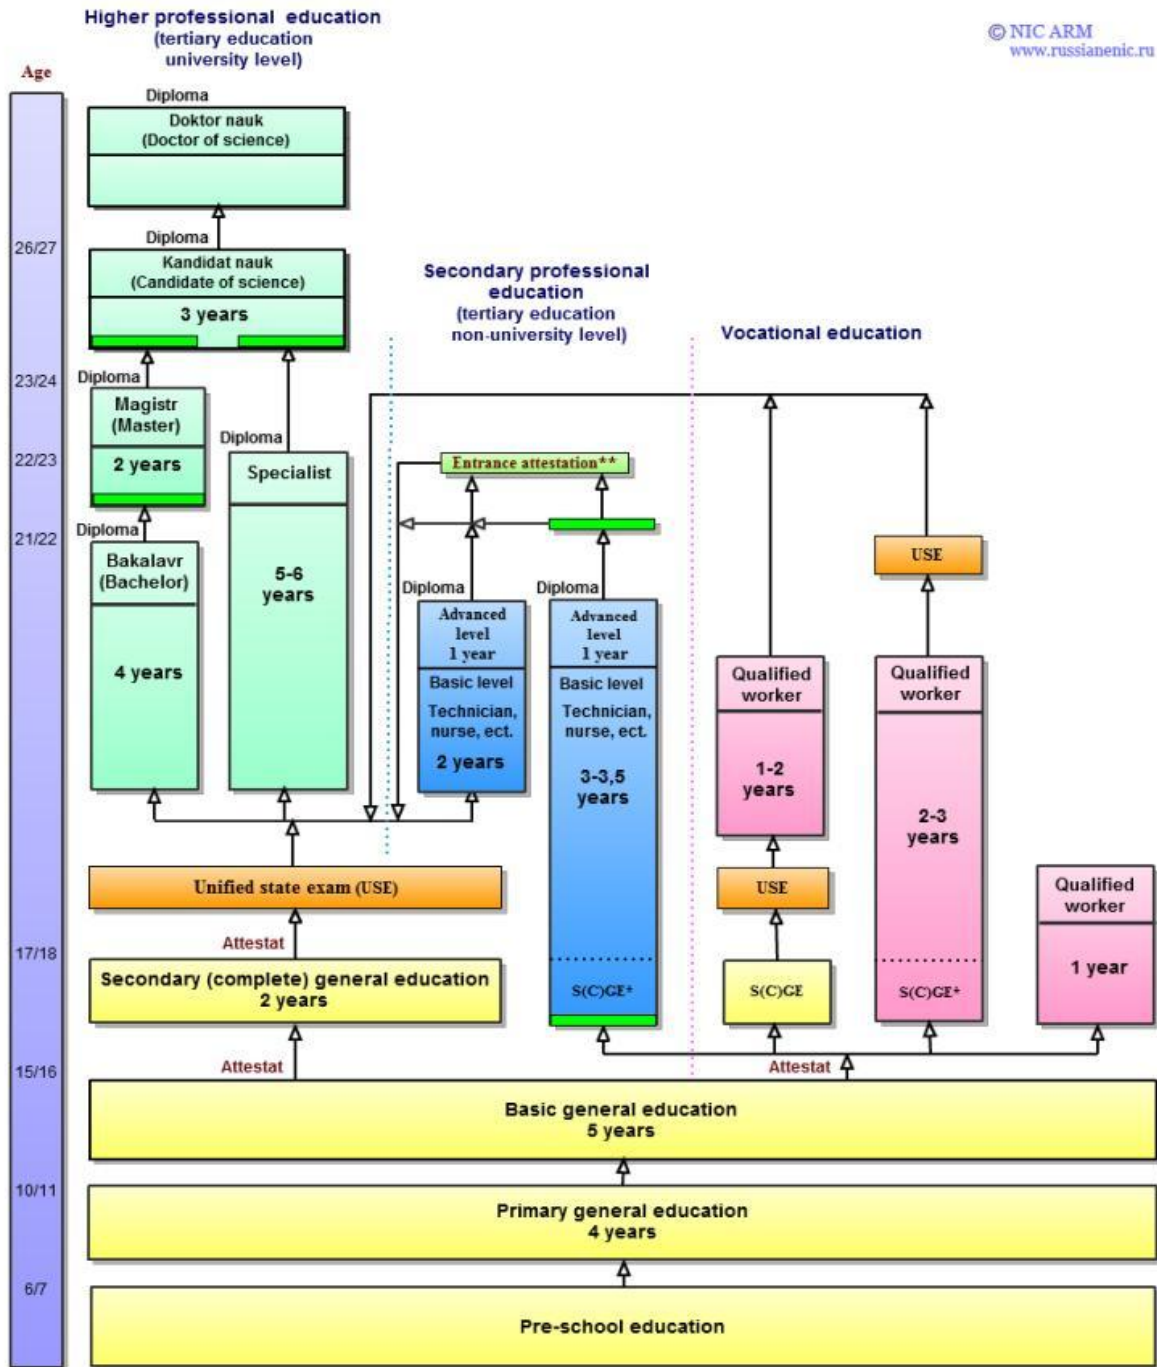 Higher professional education
(tertiary education
university level)
© NIC ARM
www.russianenic.ru
Age
Diploma
Doktor nauk
(Doctor of science)
26/27
Diploma
Kandidat nauk
(Candidate of science)
3 years
Secondary professional
education
(tertiary education
non-university level)
Vocational education
23/24
Diploma
Magistr
(Master)
2 years
Diploma
Specialist
5-6
years
22/23
Entrance attestation**
21/22
Diploma
Bakalavr
(Bachelor)
4 years
USE
Diploma
Advanced
level
1 year
Basic level
Technician,
nurse, ect.
2 years
Diploma
Advanced
level
1 year
Basic level
Technician,
nurse, ect.
3-3,5
years
S(C)GE*
Qualified
worker
1-2
years
USE
S(C)GE
Qualified
worker
2-3
years
S(C)GE*
Qualified
worker
1 year
Unified state exam (USE)
17/18
Attestat
Secondary (complete) general education
2 years
15/16
Attestat
Attestat
Basic general education
5 years
10/11
Primary general education
4 years
6/7
Pre-school education